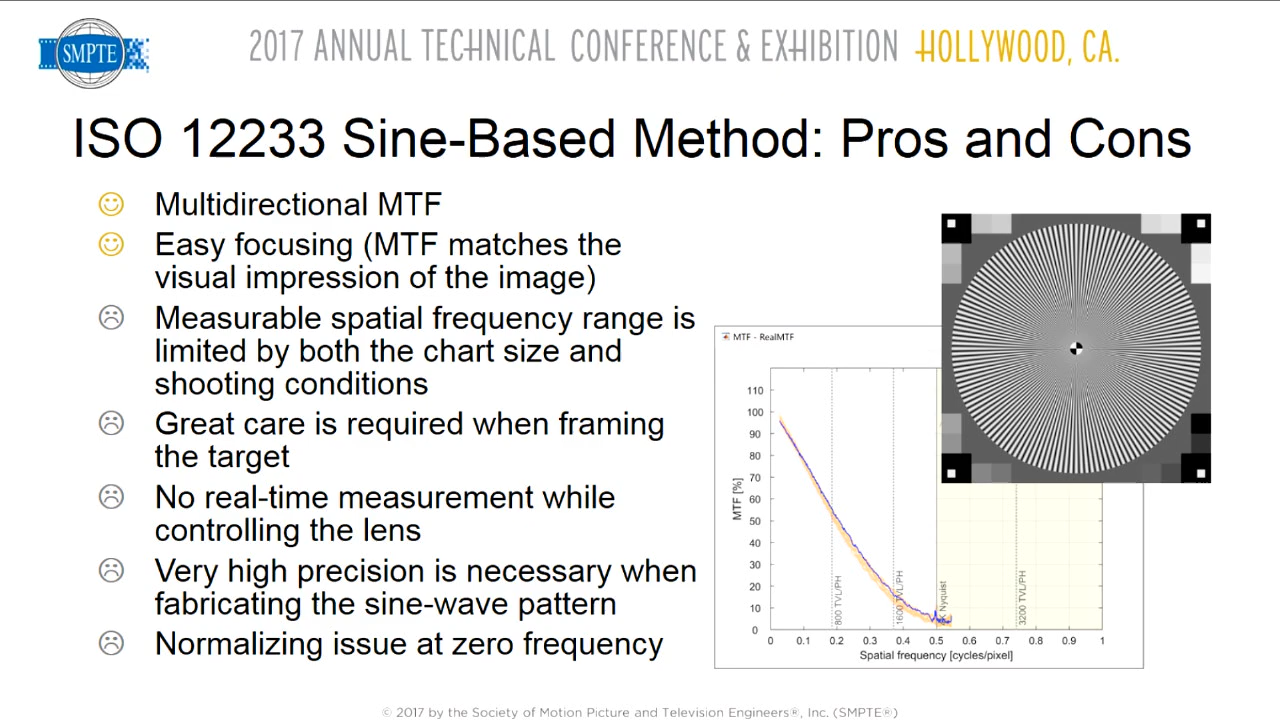 SMPTE
2017 ANNUAL TECHNICAL CONFERENCE & EXHIBITION HOLLYWOOD, CA.
ISO 12233 Sine-Based Method: Pros and Cons
Multidirectional MTF
Easy focusing (MTF matches the
visual impression of the image)
Measurable spatial frequency range is
limited by both the chart size and
shooting conditions
Great care is required when framing
the target
No real-time measurement while
controlling the lens
Very high precision is necessary when
fabricating the sine-wave pattern
Normalizing issue at zero frequency
MTF - RealMTF
MTF [%]
110
100
90
80
70
60
50
40
30
20
10
0
800 TVL/PH
1600 TVL/PH
Nyquist
3200 TVL/PH
0 0.1 0.2 0.3 0.4 0.5 0.6 0.7 0.8 0.9 1
Spatial frequency [cycles/pixel]
© 2017 by the Society of Motion Picture and Television Engineers®, Inc. (SMPTE®)